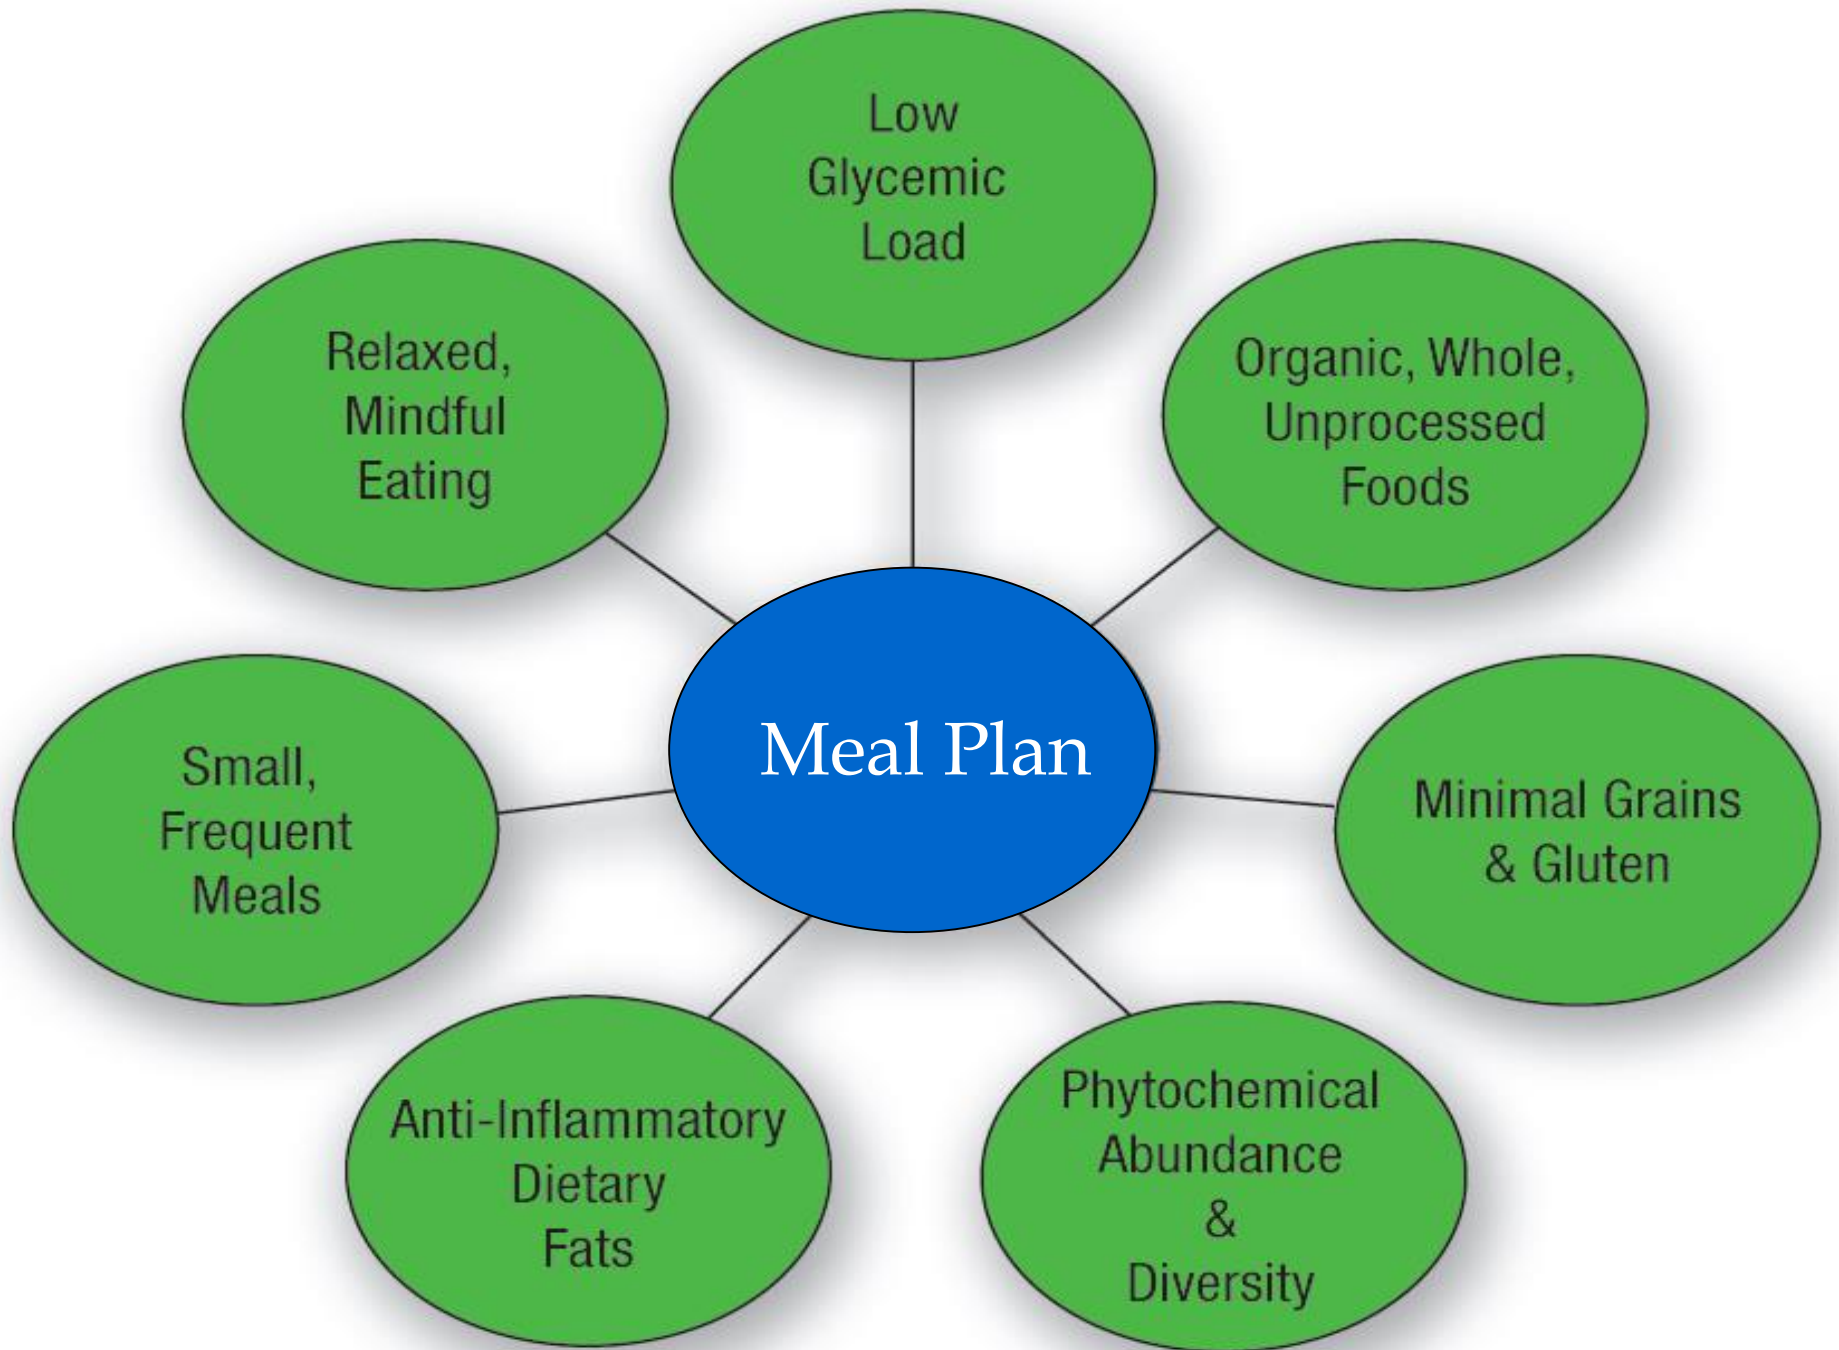 Low
Glycemic
Load
Relaxed,
Mindful
Eating
Organic, Whole,
Unprocessed
Foods
Meal Plan
Small,
Frequent
Meals
Minimal Grains
& Gluten
Anti-Inflammatory
Dietary
Fats
Phytochemical
Abundance
&
Diversity